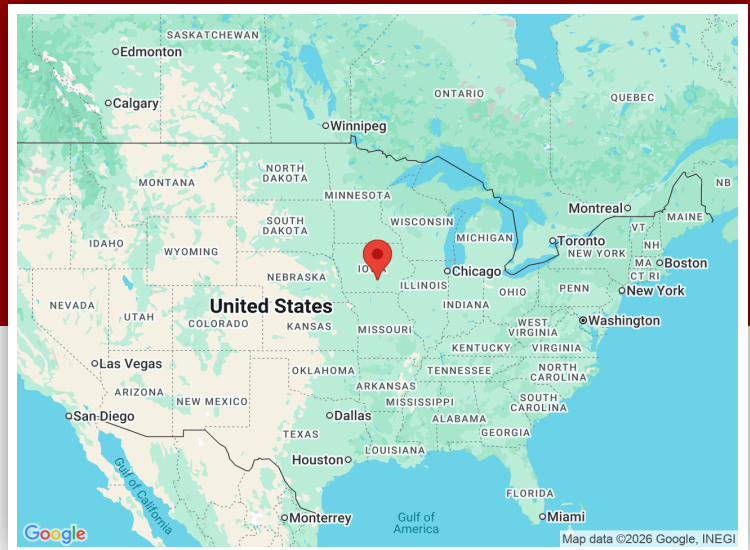 SASKATCHEWAN
Edmonton
Calgary
ONTARIO
QUEBEC
Winnipeg
NORTH
DAKOTA
MONTANA
MINNESOTA
NB
Montreal
MAINE
SOUTH
DAKOTA
WISCONSIN
VT
MICHIGAN
IDAHO
WYOMING
Toronto
NH
NEW YORK
MA
Boston
CT RI
Chicago
NEBRASKA
ILLINOIS
OHIO
PENN
New York
INDIANA
NEVADA
United States
UTAH
COLORADO
KANSAS
MISSOURI
WEST
VIRGINIA
Washington
KENTUCKY
VIRGINIA
Las Vegas
OKLAHOMA
TENNESSEE
NORTH
CAROLINA
ARIZONA
NEW MEXICO
ARKANSAS
MISSISSIPPI
SOUTH
CAROLINA
San Diego
Dallas
ALABAMA
TEXAS
GEORGIA
LOUISIANA
Houston
Gulf of California
FLORIDA
Monterrey
Gulf of
America
Miami
Google
Map data ©2026 Google, INEGI